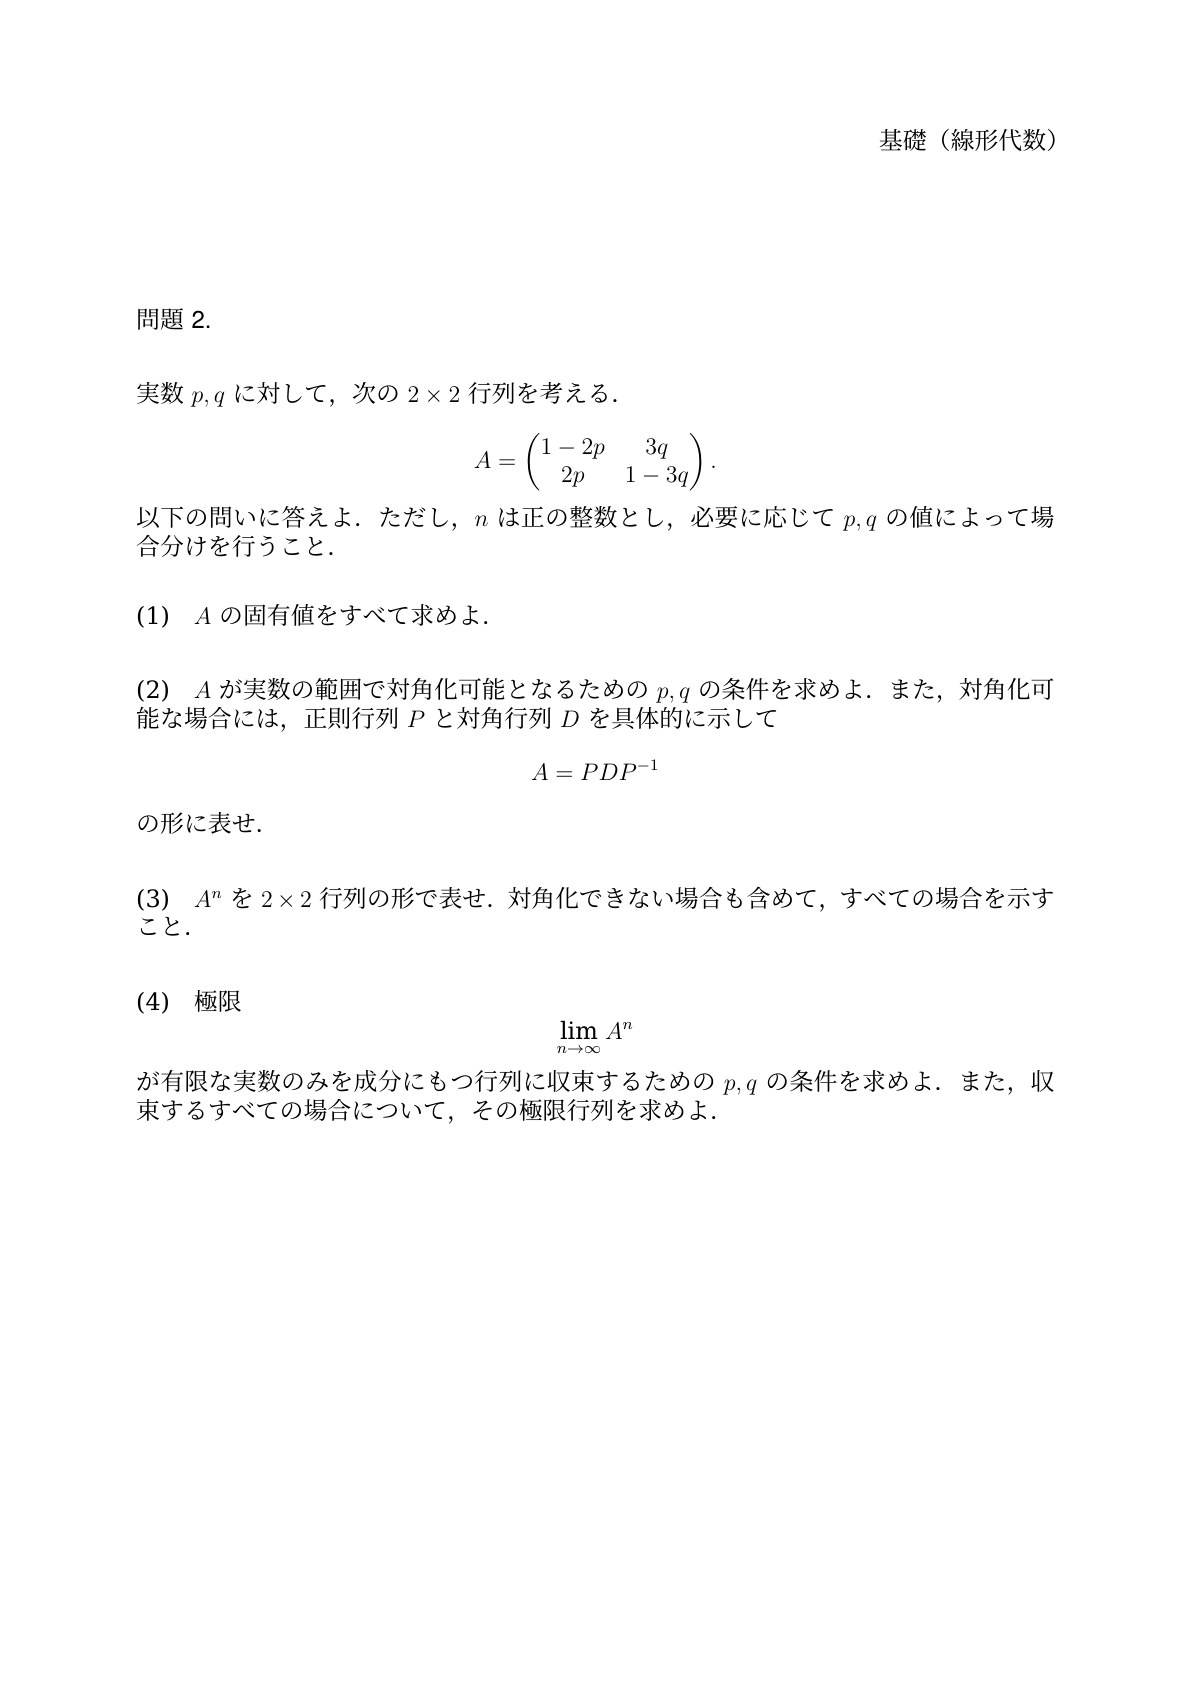 基礎（線形代数）
問題 2.
実数 p, q に対して，次の 2 × 2 行列を考える．
A = \begin{pmatrix} 1 - 2p & 3q \\ 2p & 1 - 3q \end{pmatrix} .
以下の問いに答えよ．ただし，n は正の整数とし，必要に応じて p, q の値によって場
合分けを行うこと．
(1)　A の固有値をすべて求めよ．
(2)　A が実数の範囲で対角化可能となるための p, q の条件を求めよ．また，対角化可
能な場合には，正則行列 P と対角行列 D を具体的に示して
A = PDP^{-1}
の形に表せ．
(3)　A^n を 2 × 2 行列の形で表せ．対角化できない場合も含めて，すべての場合を示す
こと．
(4)　極限
\lim_{n→∞} A^n
が有限な実数のみを成分にもつ行列に収束するための p, q の条件を求めよ．また，収
束するすべての場合について，その極限行列を求めよ．